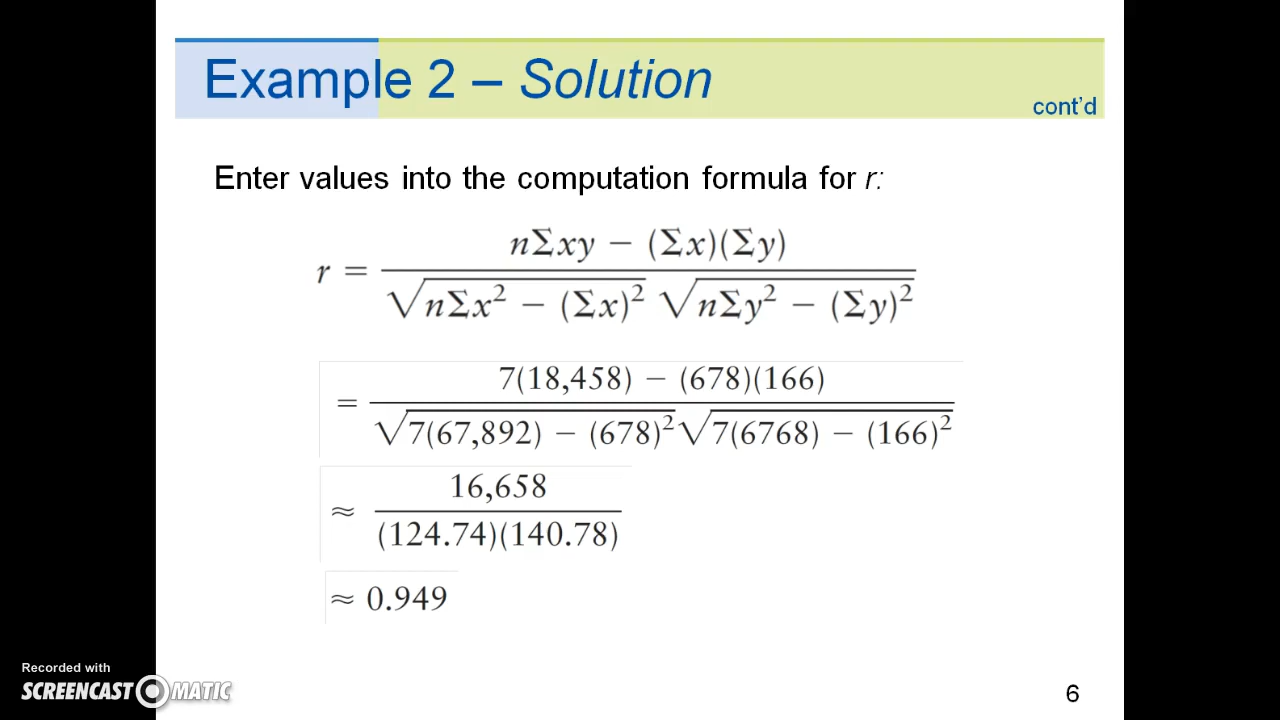 Example 2 – Solution
cont'd
Enter values into the computation formula for r:
r = nΣxy − (Σx)(Σy)
√nΣx² − (Σx)² √nΣy² − (Σy)²
= 7(18,458) − (678)(166)
√7(67,892) − (678)² √7(6768) − (166)²
≈ 16,658
(124.74)(140.78)
≈ 0.949
Recorded with
SCREENCAST MATIC
6